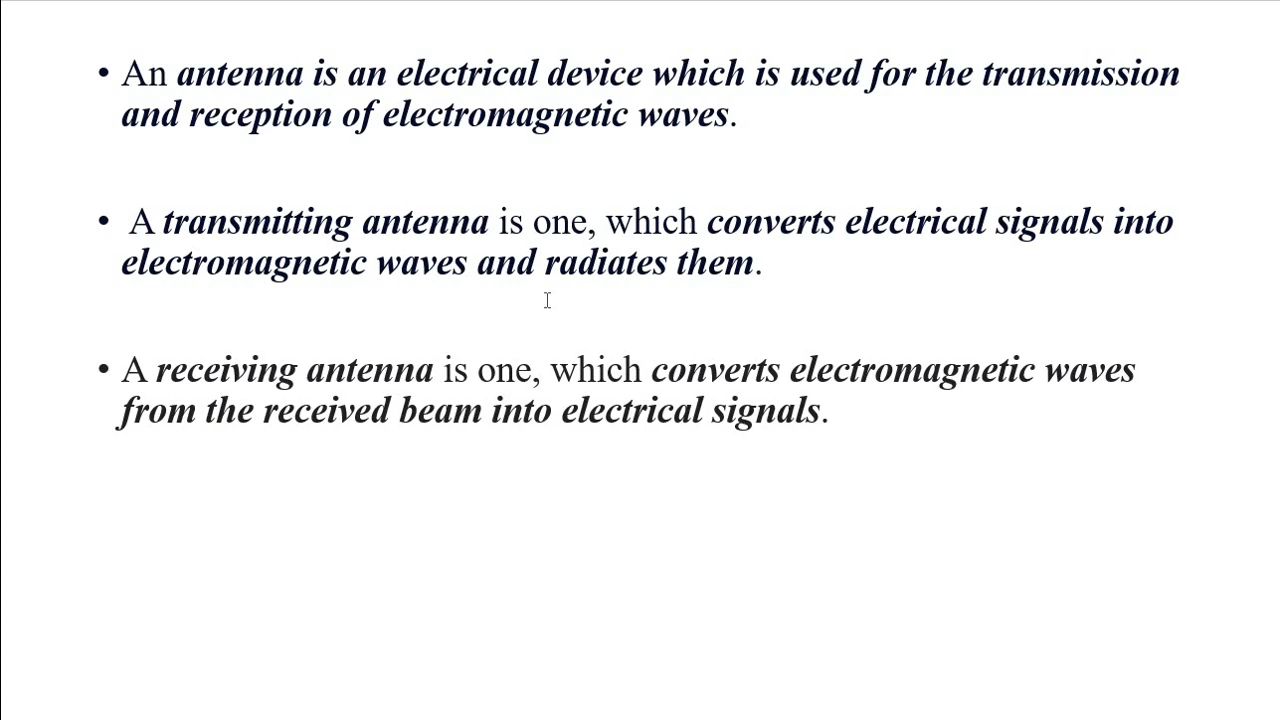 • An antenna is an electrical device which is used for the transmission
and reception of electromagnetic waves.
• A transmitting antenna is one, which converts electrical signals into
electromagnetic waves and radiates them.
• A receiving antenna is one, which converts electromagnetic waves
from the received beam into electrical signals.